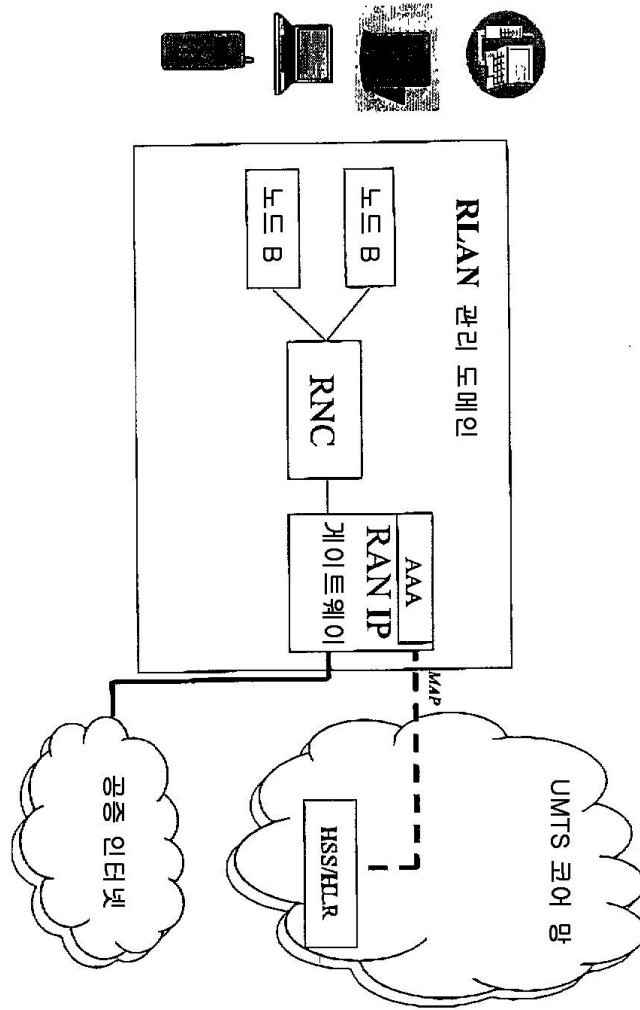 RLAN 관리 도메인
노드 B
노드 B
RNC
AAA
RAN IP
게이트웨이
MAP
UMTS 코어 망
HSS/HLR
공중 인터넷